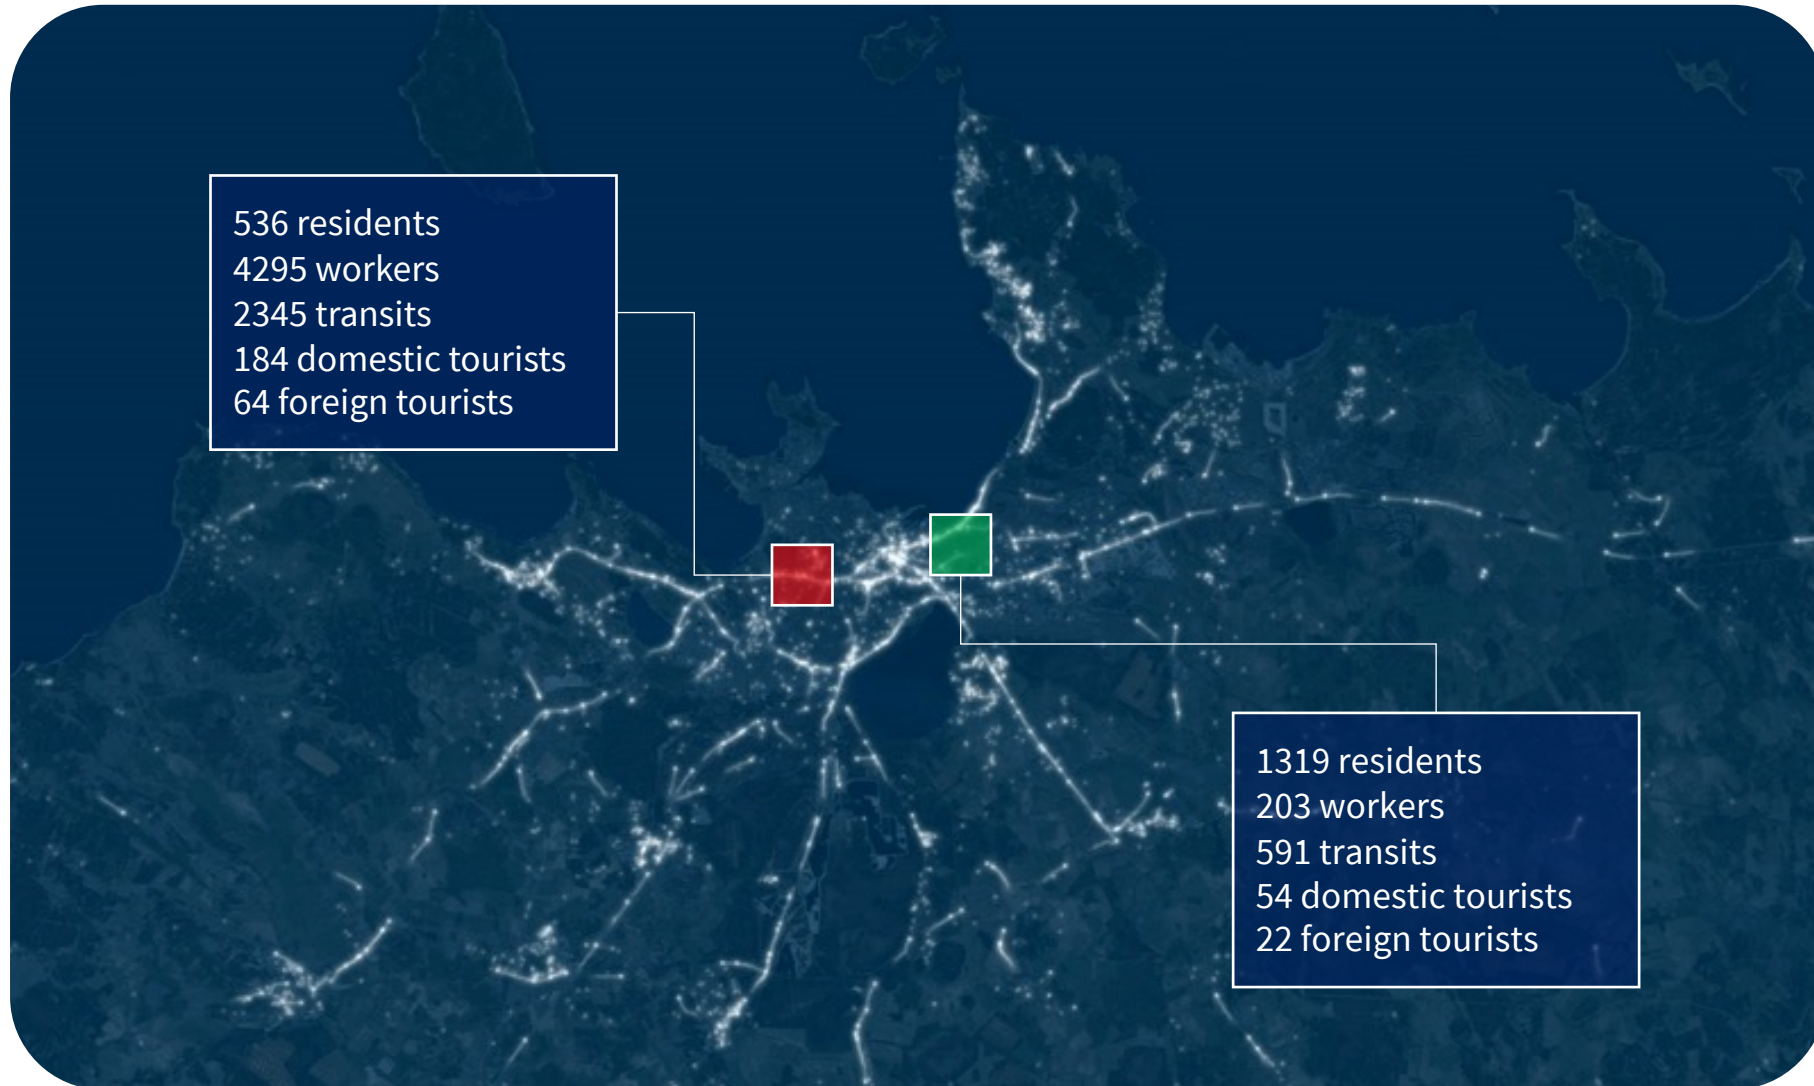 536 residents
4295 workers
2345 transits
184 domestic tourists
64 foreign tourists
1319 residents
203 workers
591 transits
54 domestic tourists
22 foreign tourists